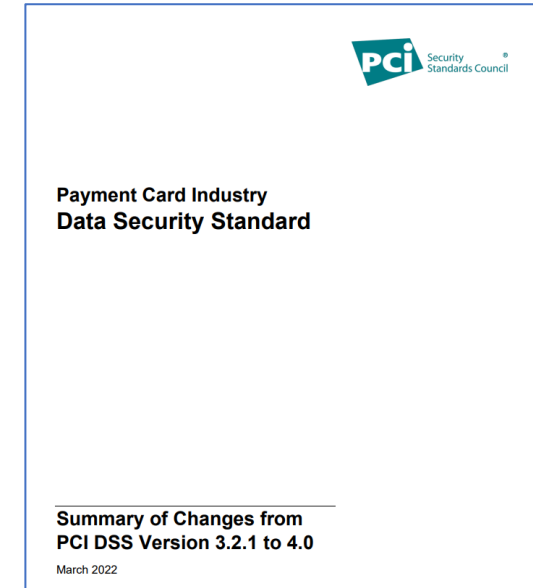 PCI Security ®
Standards Council
Payment Card Industry
Data Security Standard
Summary of Changes from
PCI DSS Version 3.2.1 to 4.0
March 2022